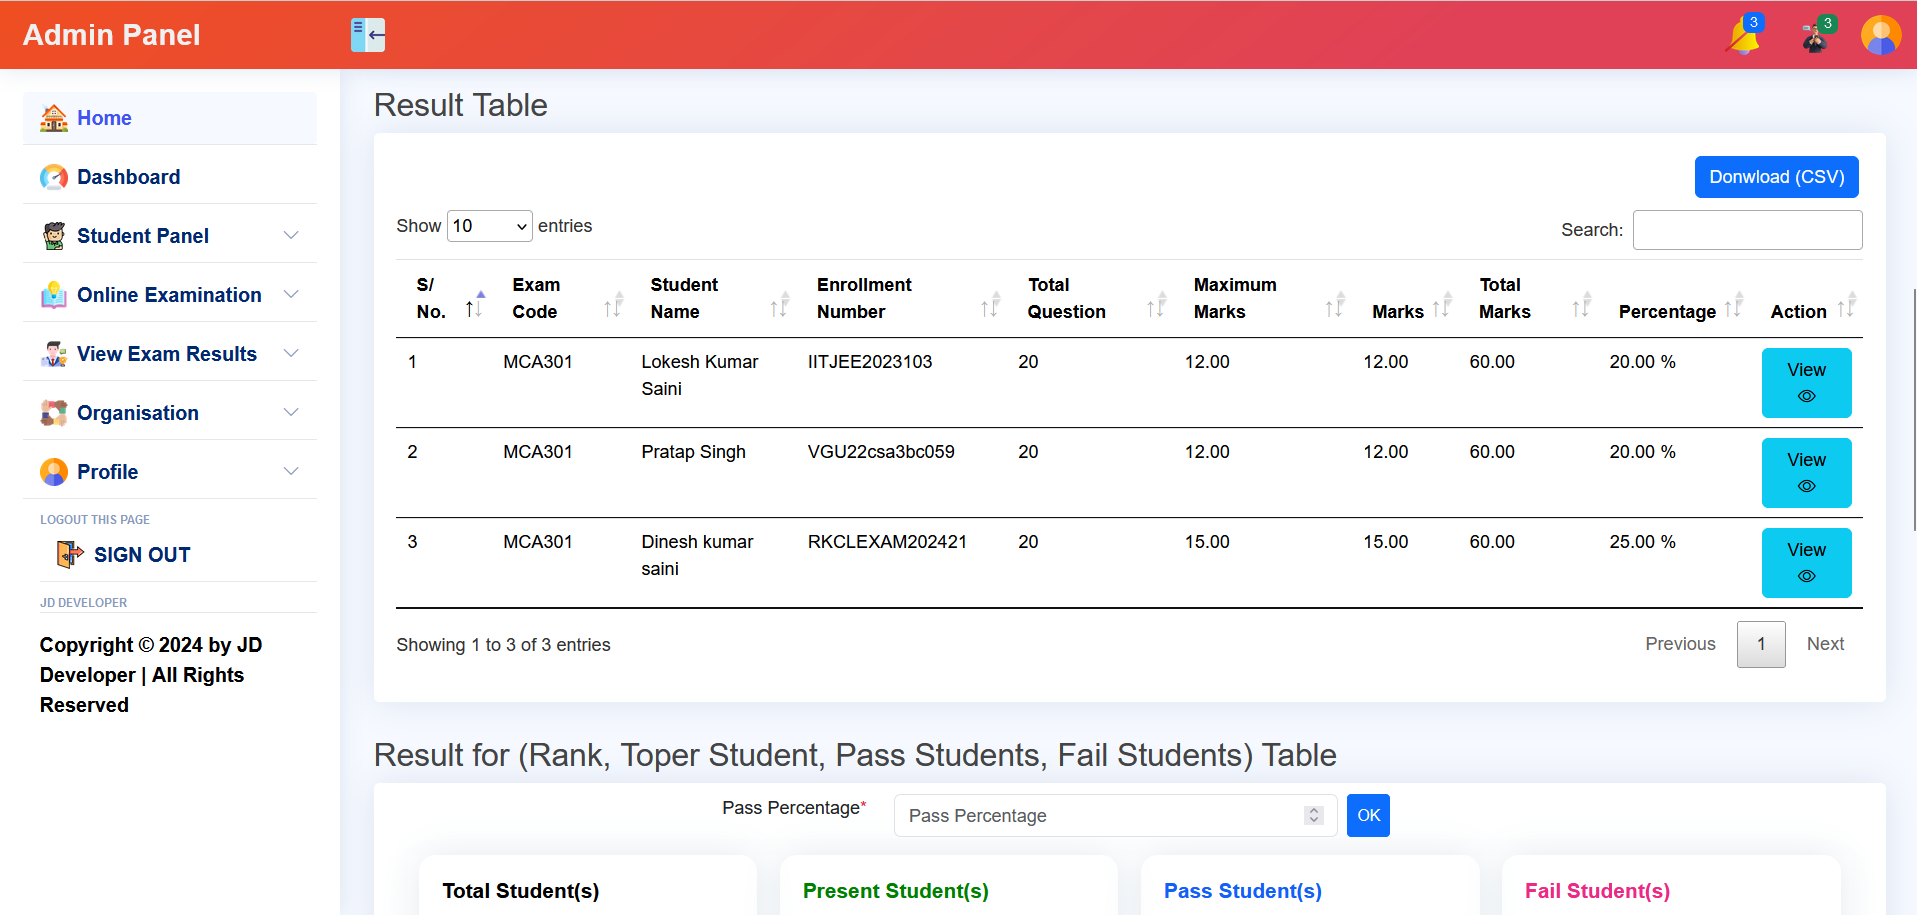 Admin Panel
3
3
Home
Dashboard
Student Panel
Online Examination
View Exam Results
Organisation
Profile
LOGOUT THIS PAGE
SIGN OUT
JD DEVELOPER
Copyright © 2024 by JD
Developer | All Rights
Reserved
Result Table
Donwload (CSV)
Show 10 entries
Search:
S/ No. Exam Code Student Name Enrollment Number Total Question Maximum Marks Marks Total Marks Percentage Action
1 MCA301 Lokesh Kumar Saini IITJEE2023103 20 12.00 12.00 60.00 20.00 % View
2 MCA301 Pratap Singh VGU22csa3bc059 20 12.00 12.00 60.00 20.00 % View
3 MCA301 Dinesh kumar saini RKCLEXAM202421 20 15.00 15.00 60.00 25.00 % View
Showing 1 to 3 of 3 entries
Previous 1 Next
Result for (Rank, Toper Student, Pass Students, Fail Students) Table
Pass Percentage* Pass Percentage OK
Total Student(s) Present Student(s) Pass Student(s) Fail Student(s)